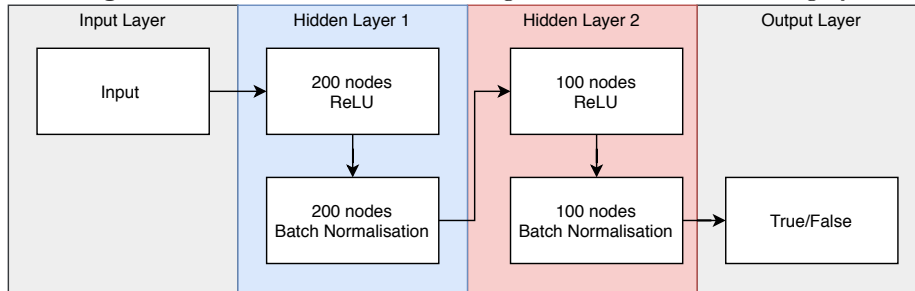 Input Layer
Hidden Layer 1
Hidden Layer 2
Output Layer
Input
200 nodes
ReLU
200 nodes
Batch Normalisation
100 nodes
ReLU
100 nodes
Batch Normalisation
True/False